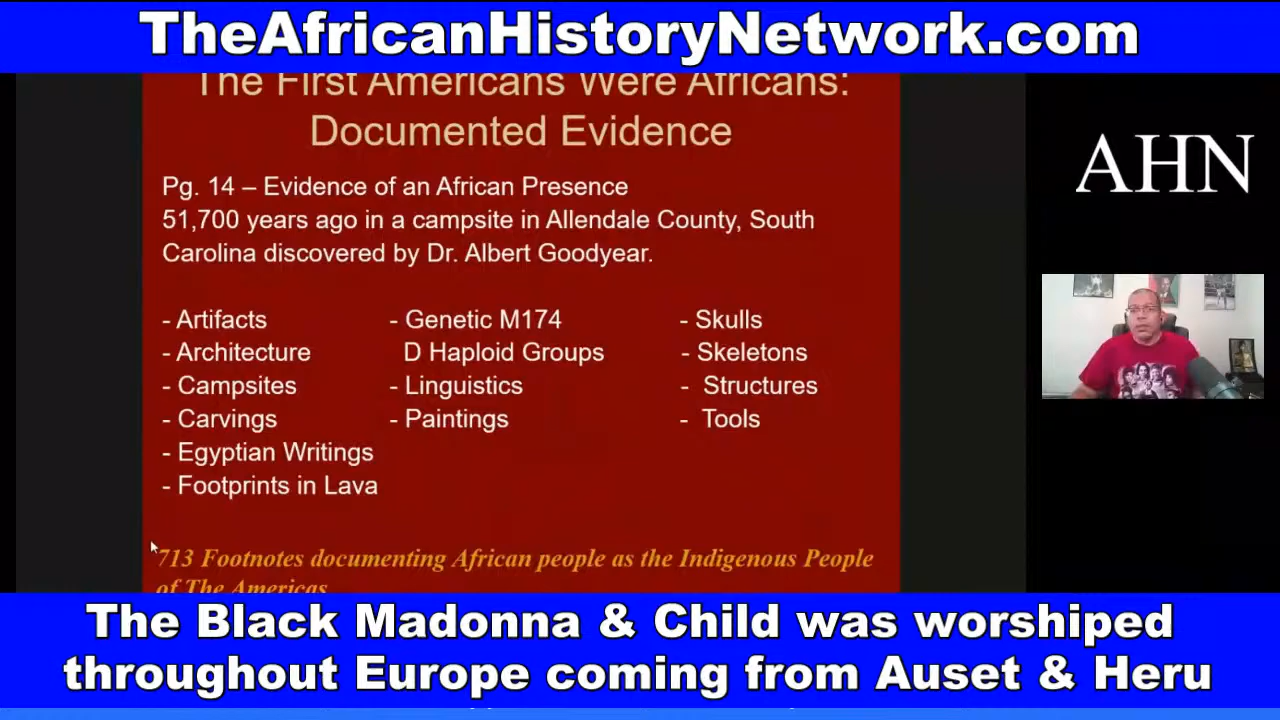 TheAfricanHistoryNetwork.com
The First Americans Were Africans:
Documented Evidence
AHN
Pg. 14 – Evidence of an African Presence
51,700 years ago in a campsite in Allendale County, South
Carolina discovered by Dr. Albert Goodyear.
- Artifacts - Genetic M174 - Skulls
- Architecture D Haploid Groups - Skeletons
- Campsites - Linguistics - Structures
- Carvings - Paintings - Tools
- Egyptian Writings
- Footprints in Lava
713 Footnotes documenting African people as the Indigenous People
of The Americas
The Black Madonna & Child was worshiped
throughout Europe coming from Auset & Heru